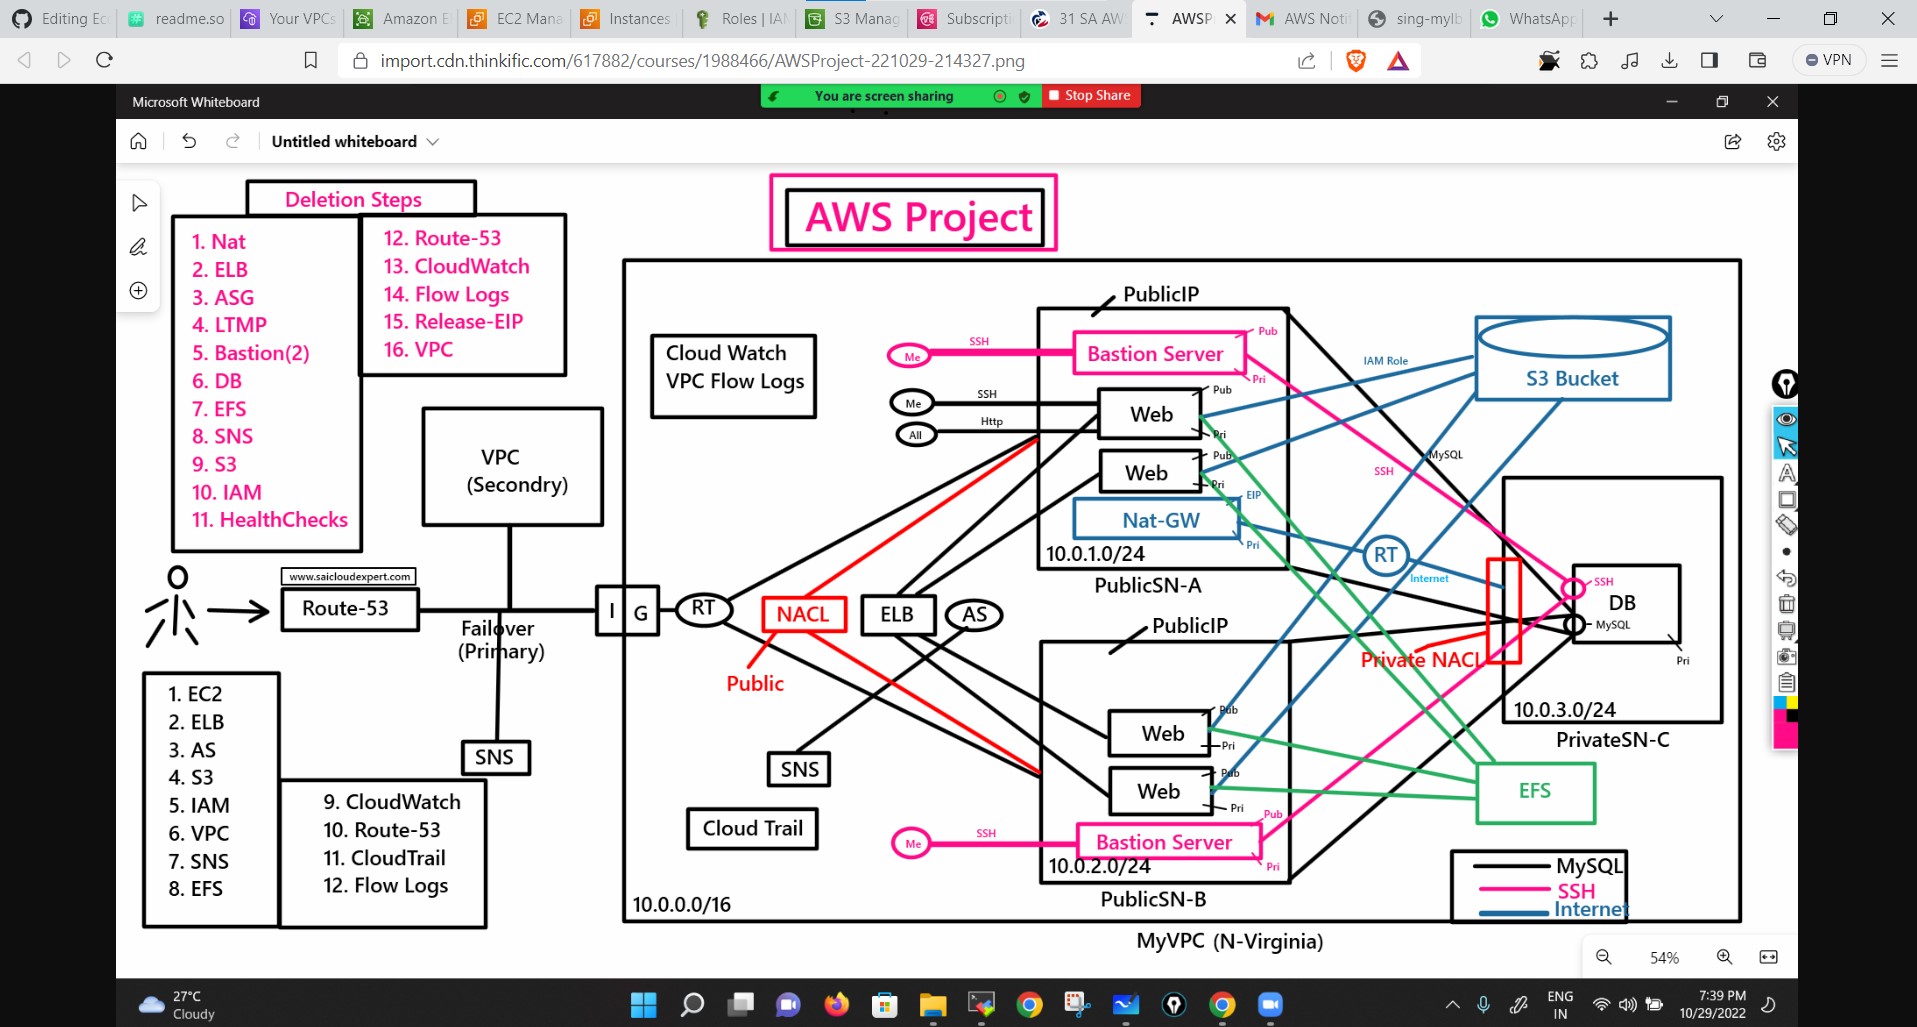 Editing Ec
readme.so
Your VPCs
Amazon E
EC2 Mana
Instances
Roles | IAM
S3 Manag
Subscripti
31 SA AW
AWSP
AWS Notif
sing-mylb
WhatsApp
import.cdn.thinkific.com/617882/courses/1988466/AWSProject-221029-214327.png
VPN
Microsoft Whiteboard
You are screen sharing
Stop Share
Untitled whiteboard
Deletion Steps
1. Nat
2. ELB
3. ASG
4. LTMP
5. Bastion(2)
6. DB
7. EFS
8. SNS
9. S3
10. IAM
11. HealthChecks
12. Route-53
13. CloudWatch
14. Flow Logs
15. Release-EIP
16. VPC
AWS Project
VPC
(Secondry)
www.saicloudexpert.com
Route-53
Failover
(Primary)
SNS
1. EC2
2. ELB
3. AS
4. S3
5. IAM
6. VPC
7. SNS
8. EFS
9. CloudWatch
10. Route-53
11. CloudTrail
12. Flow Logs
Cloud Watch
VPC Flow Logs
I G
RT
NACL
Public
ELB
AS
SNS
Cloud Trail
10.0.0.0/16
PublicIP
Me
SSH
Bastion Server
Pub
Pri
Me
SSH
All
Http
Web
Pub
Pri
Web
Pub
Pri
Nat-GW
EIP
Pri
10.0.1.0/24
PublicSN-A
PublicIP
Web
Pub
Pri
Web
Pub
Pri
Me
SSH
Bastion Server
Pub
Pri
10.0.2.0/24
PublicSN-B
IAM Role
S3 Bucket
MySQL
SSH
RT
Internet
Private NACL
SSH
DB
MySQL
Pri
10.0.3.0/24
PrivateSN-C
EFS
MySQL
SSH
Internet
MyVPC (N-Virginia)
54%
27°C
Cloudy
ENG
IN
7:39 PM
10/29/2022